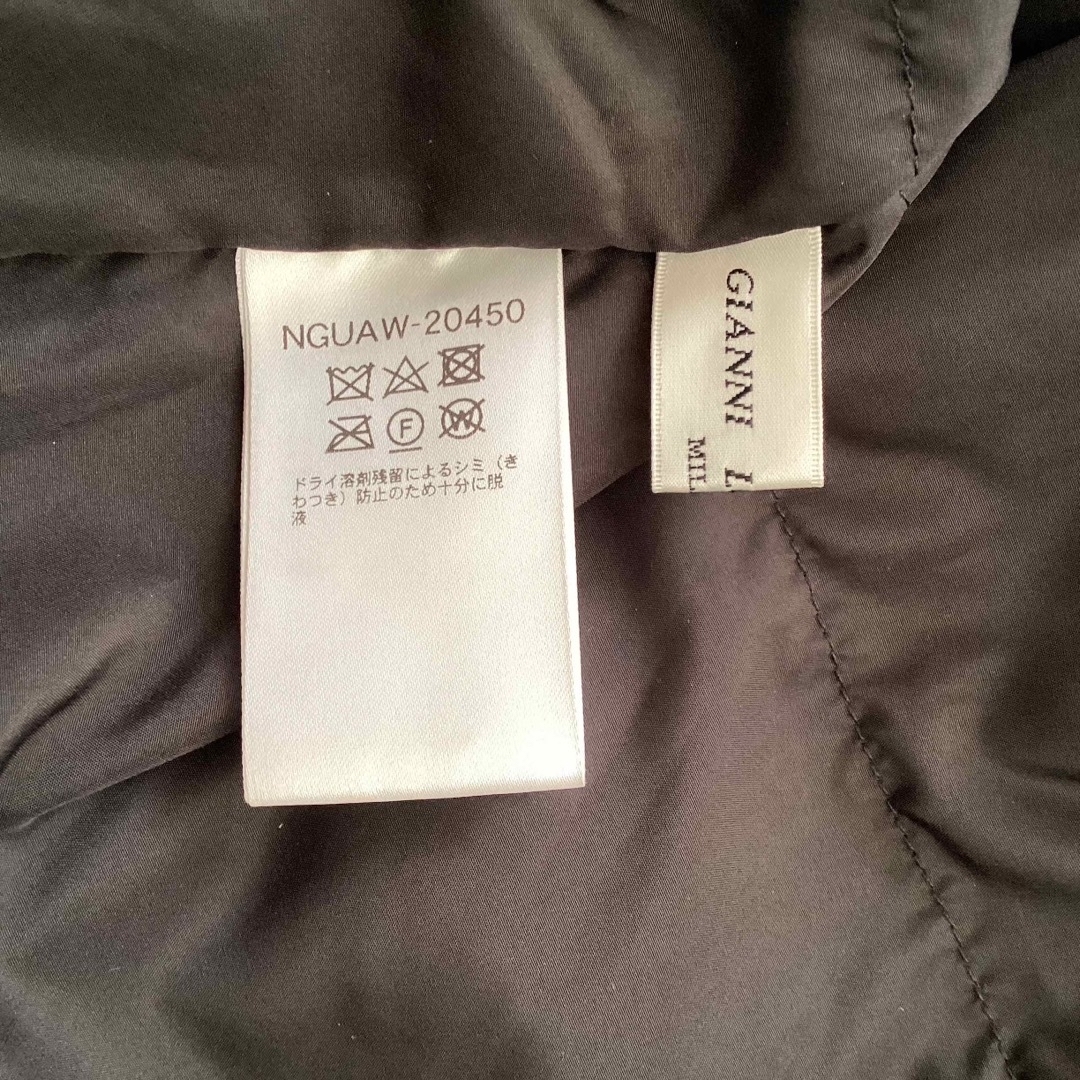 NGUAW-20450
F
W
ドライ溶剤残留によるシミ（き
わつき）防止のため十分に脱
液
GIANNI L
MIL